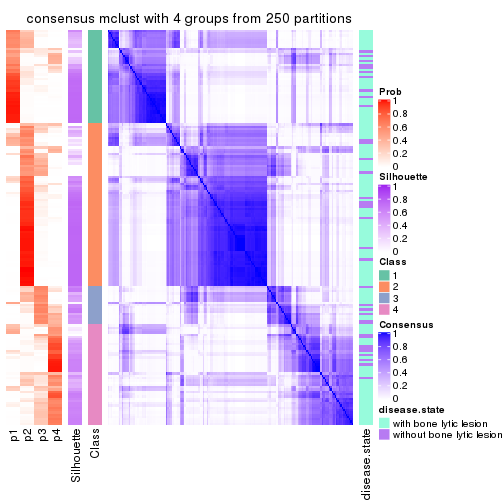 consensus mclust with 4 groups from 250 partitions
Prob
1
0.8
0.6
0.4
0.2
0
Silhouette
1
0.8
0.6
0.4
0.2
0
Class
1
2
3
4
Consensus
1
0.8
0.6
0.4
0.2
0
disease.state
with bone lytic lesion
without bone lytic lesion
p1
p2
p3
p4
Silhouette
Class
disease.state